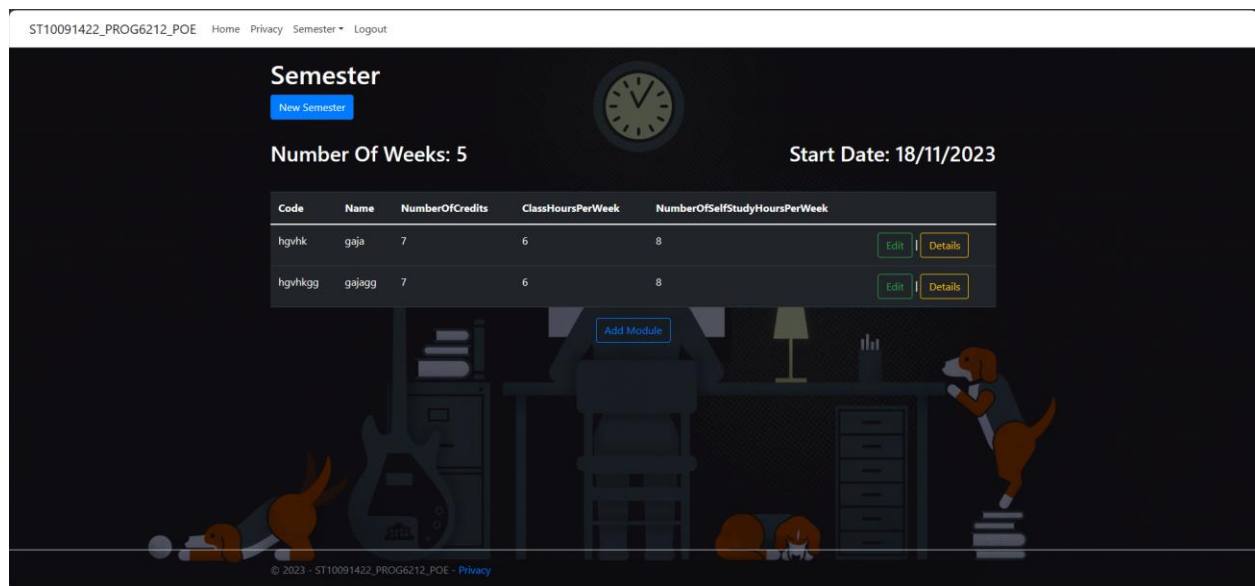 ST10091422_PROG6212_POE Home Privacy Semester Logout
Semester
New Semester
Number Of Weeks: 5 Start Date: 18/11/2023
Code Name NumberOfCredits ClassHoursPerWeek NumberOfSelfStudyHoursPerWeek
hgvhk gaja 7 6 8 Edit | Details
hgvhkgg gajagg 7 6 8 Edit | Details
Add Module
© 2023 - ST10091422_PROG6212_POE - Privacy